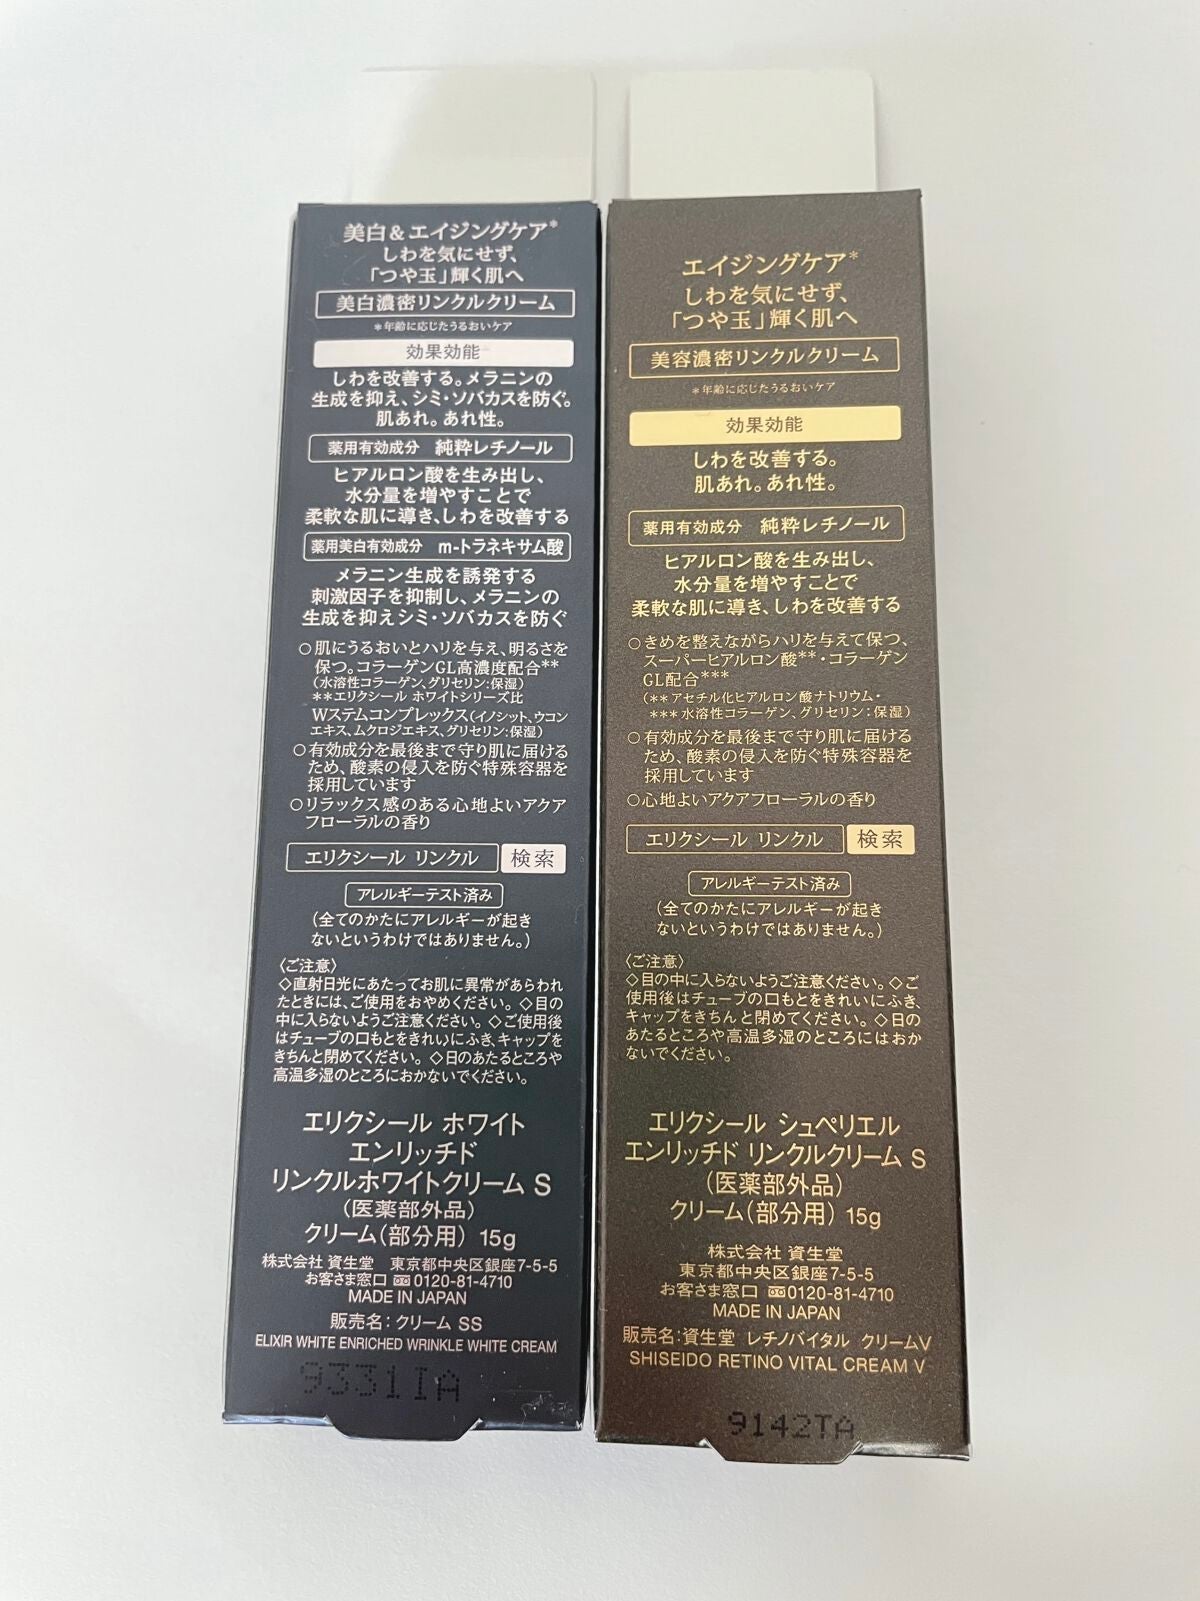 美白＆エイジングケア*
しわを気にせず、
「つや玉」輝く肌へ
美白濃密リンクルクリーム
*年齢に応じたうるおいケア
効果効能
しわを改善する。メラニンの
生成を抑え、シミ・ソバカスを防ぐ。
肌あれ。あれ性。
薬用有効成分 純粋レチノール
ヒアルロン酸を生み出し、
水分量を増やすことで
柔軟な肌に導き、しわを改善する
薬用美白有効成分 m-トラネキサム酸
メラニン生成を誘発する
刺激因子を抑制し、メラニンの
生成を抑えシミ・ソバカスを防ぐ
○肌にうるおいとハリを与え、明るさを
保つ。コラーゲンGL高濃度配合**
(水溶性コラーゲン、グリセリン:保湿)
**エリクシール ホワイトシリーズ比
Wステムコンプレックス(イノシット、ウコン
エキス、ムクロジエキス、グリセリン:保湿)
○有効成分を最後まで守り肌に届ける
ため、酸素の侵入を防ぐ特殊容器を
採用しています
○リラックス感のある心地よいアクア
フローラルの香り
エリクシール リンクル 検索
アレルギーテスト済み
(全てのかたにアレルギーが起き
ないというわけではありません。)
〈ご注意〉
◇直射日光にあたってお肌に異常があらわれ
たときには、ご使用をおやめください。◇目の
中に入らないようご注意ください。◇ご使用後
はチューブの口もとをきれいにふき、キャップを
きちんと閉めてください。◇日のあたるところや
高温多湿のところにおかないでください。
エリクシール ホワイト
エンリッチド
リンクルホワイトクリーム S
(医薬部外品)
クリーム(部分用) 15g
株式会社 資生堂 東京都中央区銀座7-5-5
お客さま窓口 0120-81-4710
MADE IN JAPAN
販売名：クリーム SS
ELIXIR WHITE ENRICHED WRINKLE WHITE CREAM
9331IA
エイジングケア*
しわを気にせず、
「つや玉」輝く肌へ
美容濃密リンクルクリーム
*年齢に応じたうるおいケア
効果効能
しわを改善する。
肌あれ。あれ性。
薬用有効成分 純粋レチノール
ヒアルロン酸を生み出し、
水分量を増やすことで
柔軟な肌に導き、しわを改善する
○きめを整えながらハリを与えて保つ、
スーパーヒアルロン酸**・コラーゲン
GL配合***
(**アセチル化ヒアルロン酸ナトリウム・
***水溶性コラーゲン、グリセリン：保湿)
○有効成分を最後まで守り肌に届ける
ため、酸素の侵入を防ぐ特殊容器を
採用しています
○心地よいアクアフローラルの香り
エリクシール リンクル 検索
アレルギーテスト済み
(全てのかたにアレルギーが起き
ないというわけではありません。)
〈ご注意〉
◇目の中に入らないようご注意ください。◇ご
使用後はチューブの口もとをきれいにふき、
キャップをきちんと閉めてください。◇日の
あたるところや高温多湿のところにはおか
ないでください。
エリクシール シュペリエル
エンリッチド リンクルクリーム S
(医薬部外品)
クリーム(部分用) 15g
株式会社 資生堂
東京都中央区銀座7-5-5
お客さま窓口 0120-81-4710
MADE IN JAPAN
販売名：資生堂 レチノバイタル クリームV
SHISEIDO RETINO VITAL CREAM V
9142TA